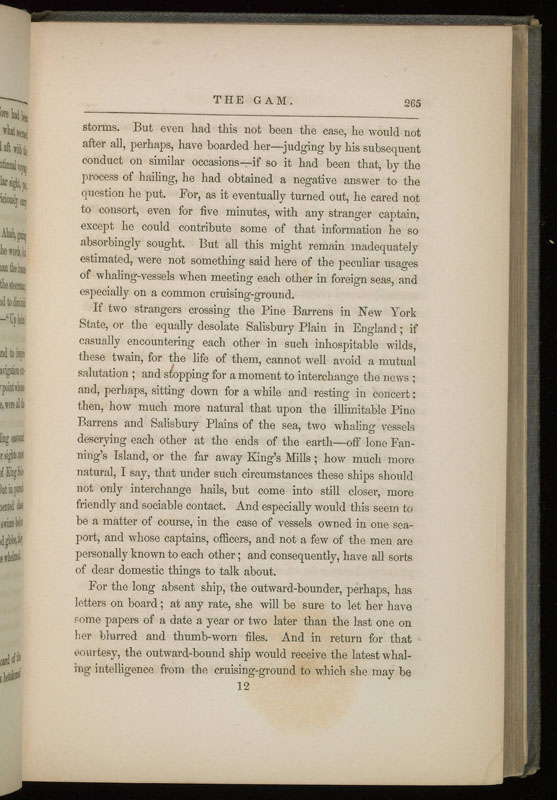 THE GAM. 265
storms. But even had this not been the case, he would not
after all, perhaps, have boarded her—judging by his subsequent
conduct on similar occasions—if so it had been that, by the
process of hailing, he had obtained a negative answer to the
question he put. For, as it eventually turned out, he cared not
to consort, even for five minutes, with any stranger captain,
except he could contribute some of that information he so
absorbingly sought. But all this might remain inadequately
estimated, were not something said here of the peculiar usages
of whaling-vessels when meeting each other in foreign seas, and
especially on a common cruising-ground.
If two strangers crossing the Pine Barrens in New York
State, or the equally desolate Salisbury Plain in England; if
casually encountering each other in such inhospitable wilds,
these twain, for the life of them, cannot well avoid a mutual
salutation; and stopping for a moment to interchange the news;
and, perhaps, sitting down for a while and resting in concert:
then, how much more natural that upon the illimitable Pine
Barrens and Salisbury Plains of the sea, two whaling vessels
descrying each other at the ends of the earth—off lone Fan-
ning's Island, or the far away King's Mills; how much more
natural, I say, that under such circumstances these ships should
not only interchange hails, but come into still closer, more
friendly and sociable contact. And especially would this seem to
be a matter of course, in the case of vessels owned in one sea-
port, and whose captains, officers, and not a few of the men are
personally known to each other; and consequently, have all sorts
of dear domestic things to talk about.
For the long absent ship, the outward-bounder, perhaps, has
letters on board; at any rate, she will be sure to let her have
some papers of a date a year or two later than the last one on
her blurred and thumb-worn files. And in return for that
courtesy, the outward-bound ship would receive the latest whal-
ing intelligence from the cruising-ground to which she may be
12